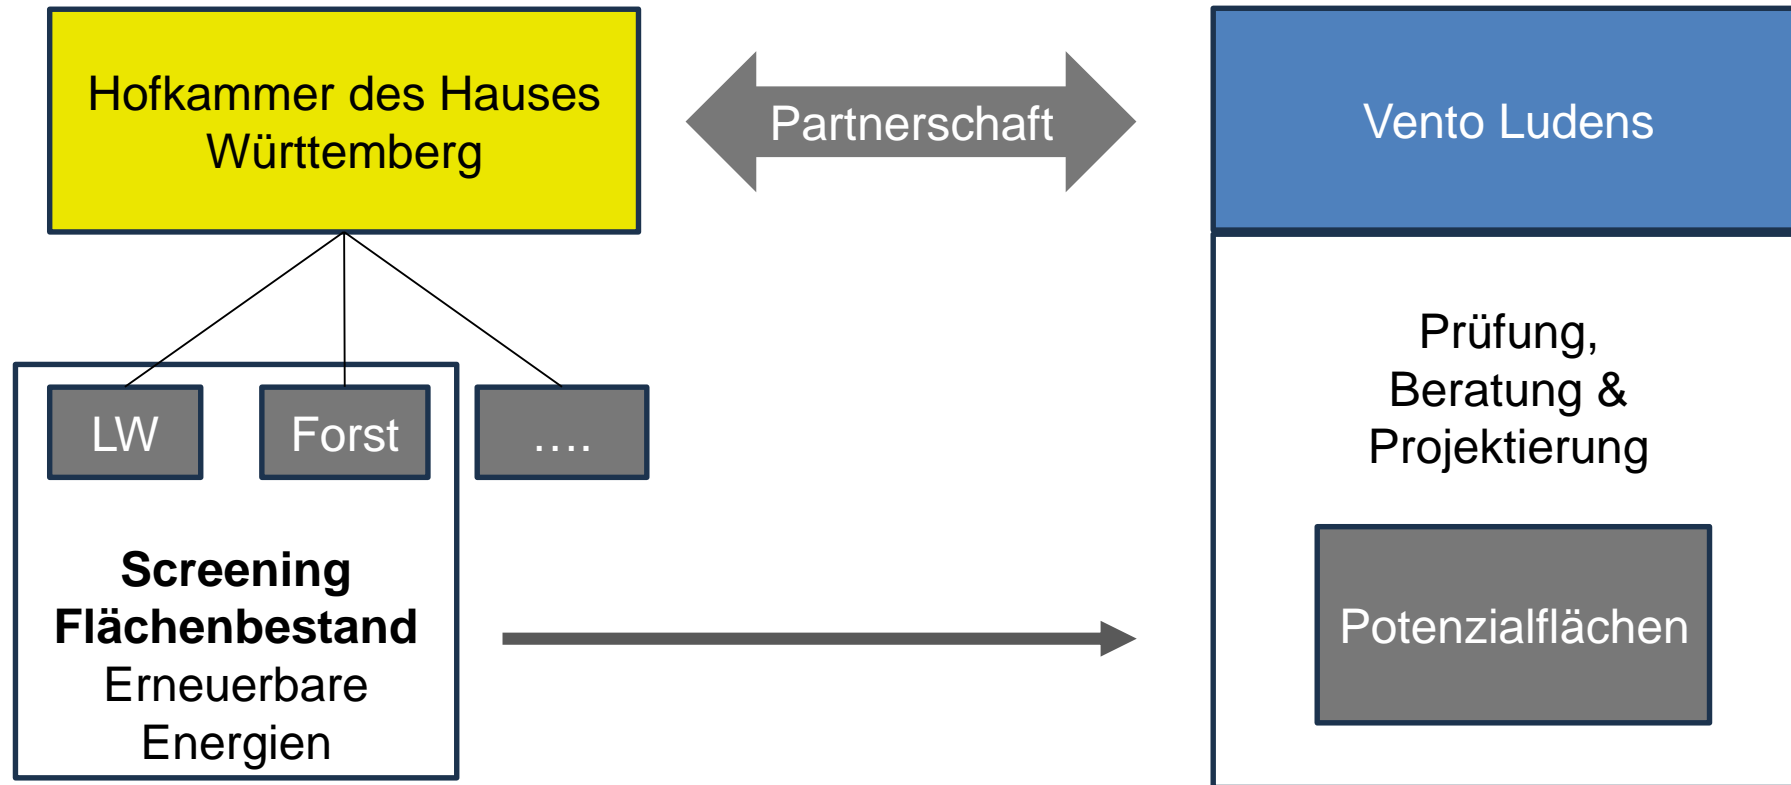 Hofkammer des Hauses
Württemberg
Partnerschaft
Vento Ludens
LW
Forst
....
Screening
Flächenbestand
Erneuerbare
Energien
Prüfung,
Beratung &
Projektierung
Potenzialflächen